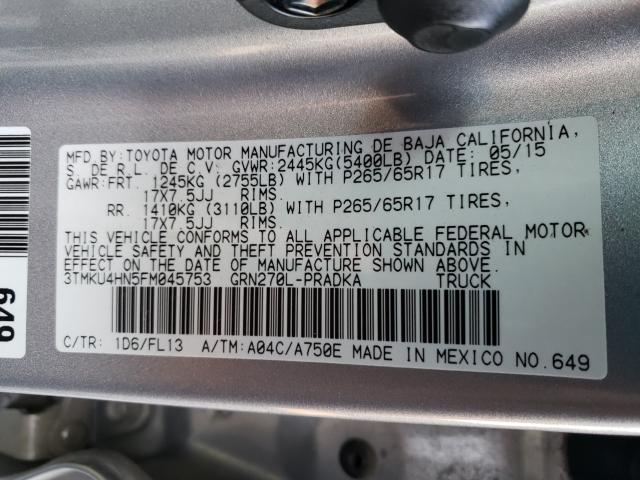 MFD.BY:TOYOTA MOTOR MANUFACTURING DE BAJA CALIFORNIA,
S DE R.L. DE C.V. GVWR:2445KG(5400LB) DATE: 05/15
GAWR:FRT. 1245KG (2755LB) WITH P265/65R17 TIRES,
17X7.5JJ RIMS.
RR. 1410KG (3110LB) WITH P265/65R17 TIRES,
17X7.5JJ RIMS.
THIS VEHICLE CONFORMS TO ALL APPLICABLE FEDERAL MOTOR
VEHICLE SAFETY AND THEFT PREVENTION STANDARDS IN
EFFECT ON THE DATE OF MANUFACTURE SHOWN ABOVE.
3TMKU4HN5FM045753 GRN270L-PRADKA TRUCK
C/TR: 1D6/FL13 A/TM:A04C/A750E MADE IN MEXICO NO.649
649